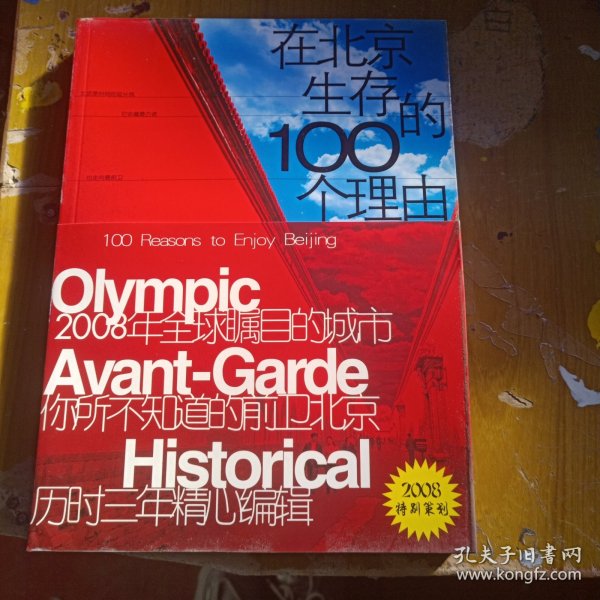 在北京
生存的
100
个理由
100 Reasons to Enjoy Beijing
Olympic
2008年全球瞩目的城市
Avant-Garde
你所不知道的前卫北京
Historical
历时三年精心编辑
2008
特别策划
孔夫子旧书网
www.kongfz.com